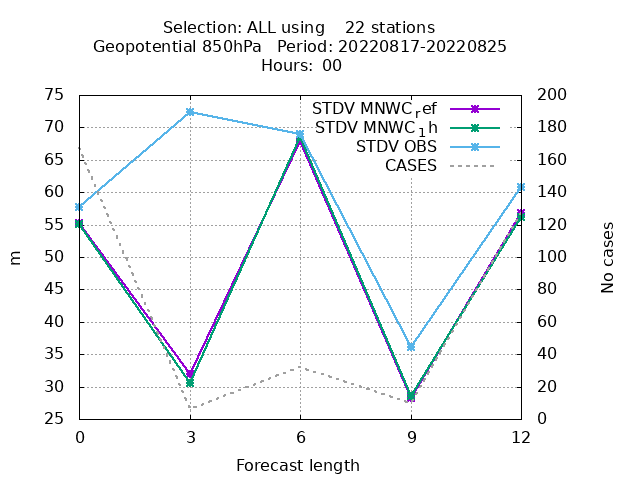 Selection: ALL using    22 stations
Geopotential 850hPa   Period: 20220817-20220825
Hours: 00
75
70
65
60
55
50
45
40
35
30
25
m
200
180
160
140
120
100
80
60
40
20
0
No cases
STDV MNWCref
STDV MNWC1h
STDV OBS
CASES
0
3
6
9
12
Forecast length